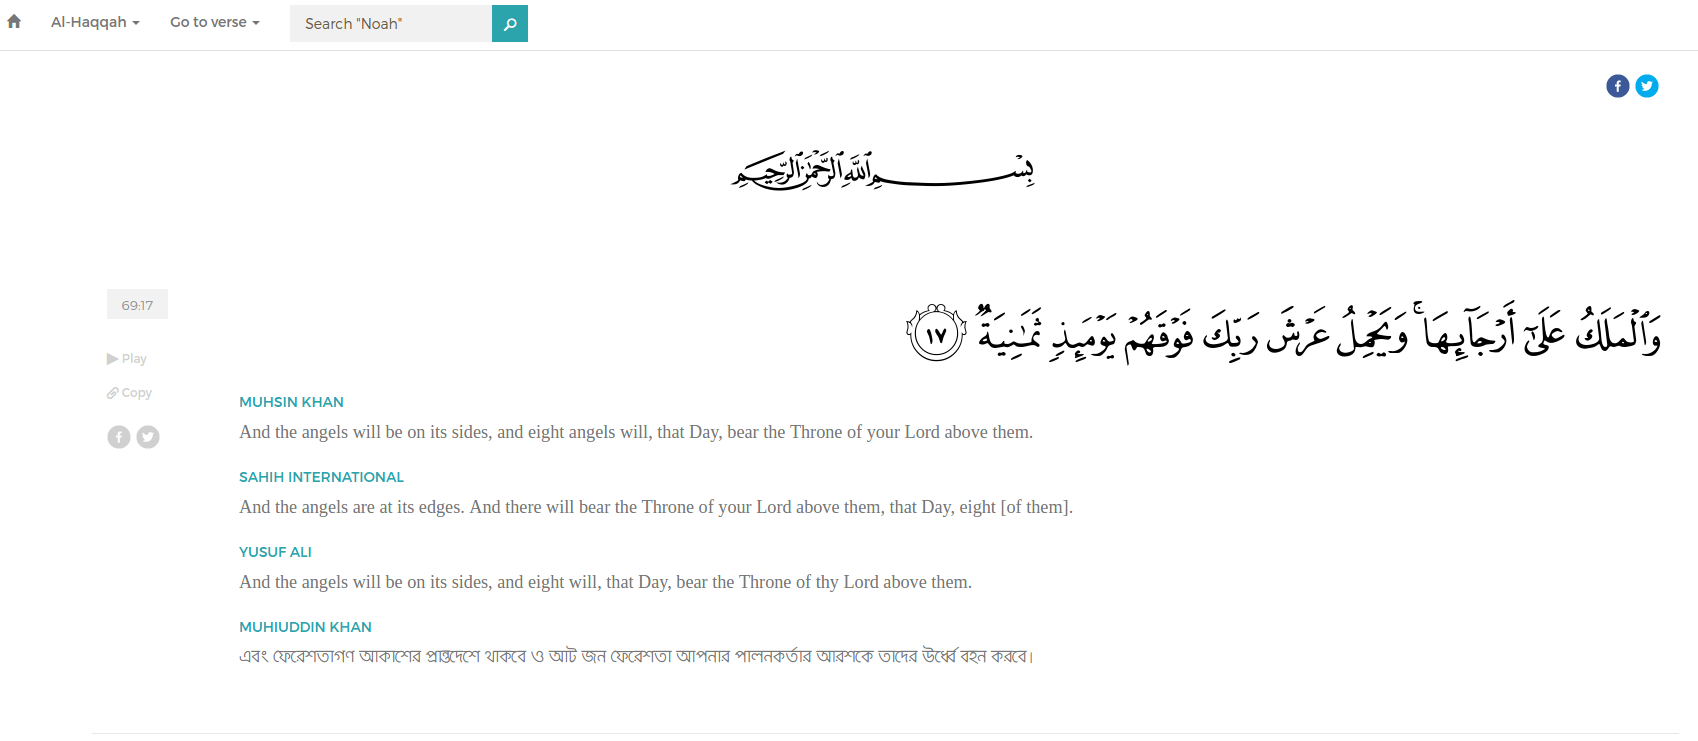 Al-Haqqah Go to verse Search "Noah"
بِسْمِ اللَّهِ الرَّحْمَٰنِ الرَّحِيمِ
69:17
وَٱلْمَلَكُ عَلَىٰٓ أَرْجَآئِهَا ۚ وَيَحْمِلُ عَرْشَ رَبِّكَ فَوْقَهُمْ يَوْمَئِذٍ ثَمَٰنِيَةٌ ١٧
Play
Copy
MUHSIN KHAN
And the angels will be on its sides, and eight angels will, that Day, bear the Throne of your Lord above them.
SAHIH INTERNATIONAL
And the angels are at its edges. And there will bear the Throne of your Lord above them, that Day, eight [of them].
YUSUF ALI
And the angels will be on its sides, and eight will, that Day, bear the Throne of thy Lord above them.
MUHIUDDIN KHAN
এবং ফেরেশতাগণ আকাশের প্রান্তদেশে থাকবে ও আট জন ফেরেশতা আপনার পালনকর্তার আরশকে তাদের উর্ধ্বে বহন করবে।